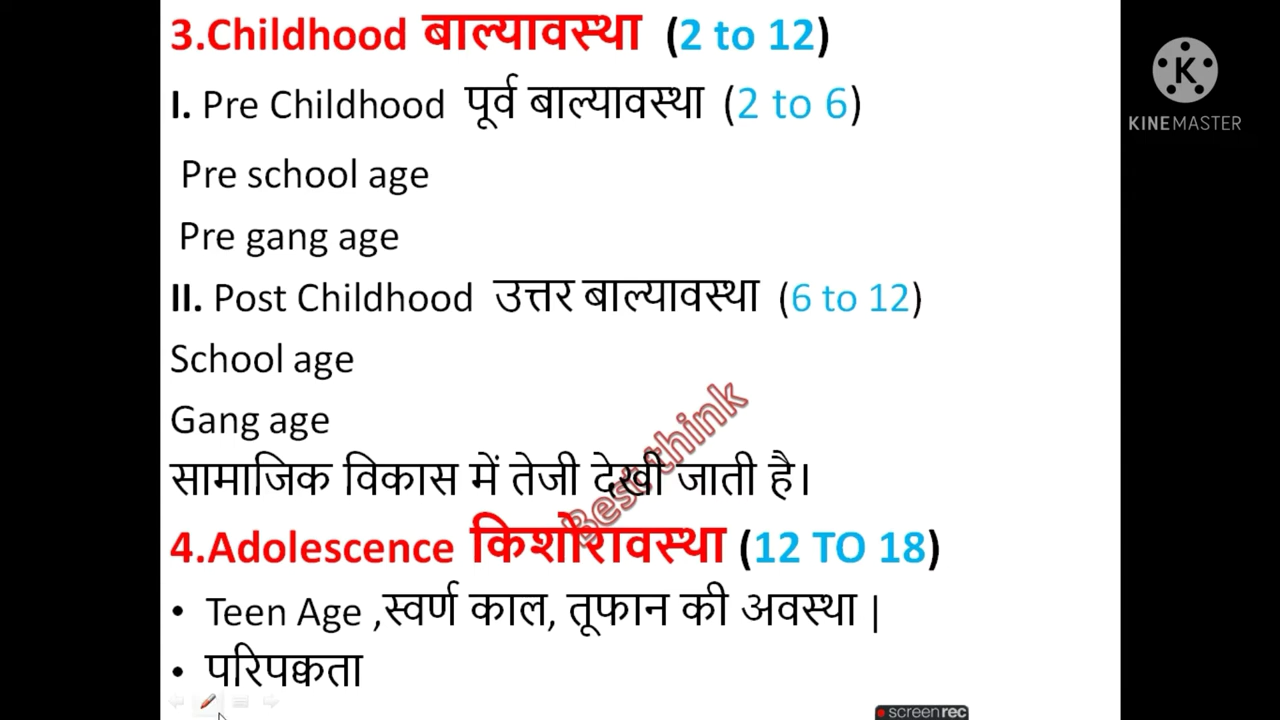 3.Childhood बाल्यावस्था (2 to 12)
I. Pre Childhood पूर्व बाल्यावस्था (2 to 6)
Pre school age
Pre gang age
II. Post Childhood उत्तर बाल्यावस्था (6 to 12)
School age
Gang age
सामाजिक विकास में तेजी देखी जाती है।
4.Adolescence किशोरावस्था (12 TO 18)
• Teen Age ,स्वर्ण काल, तूफान की अवस्था |
• परिपक्वता
Best think
K
KINEMASTER
screenrec